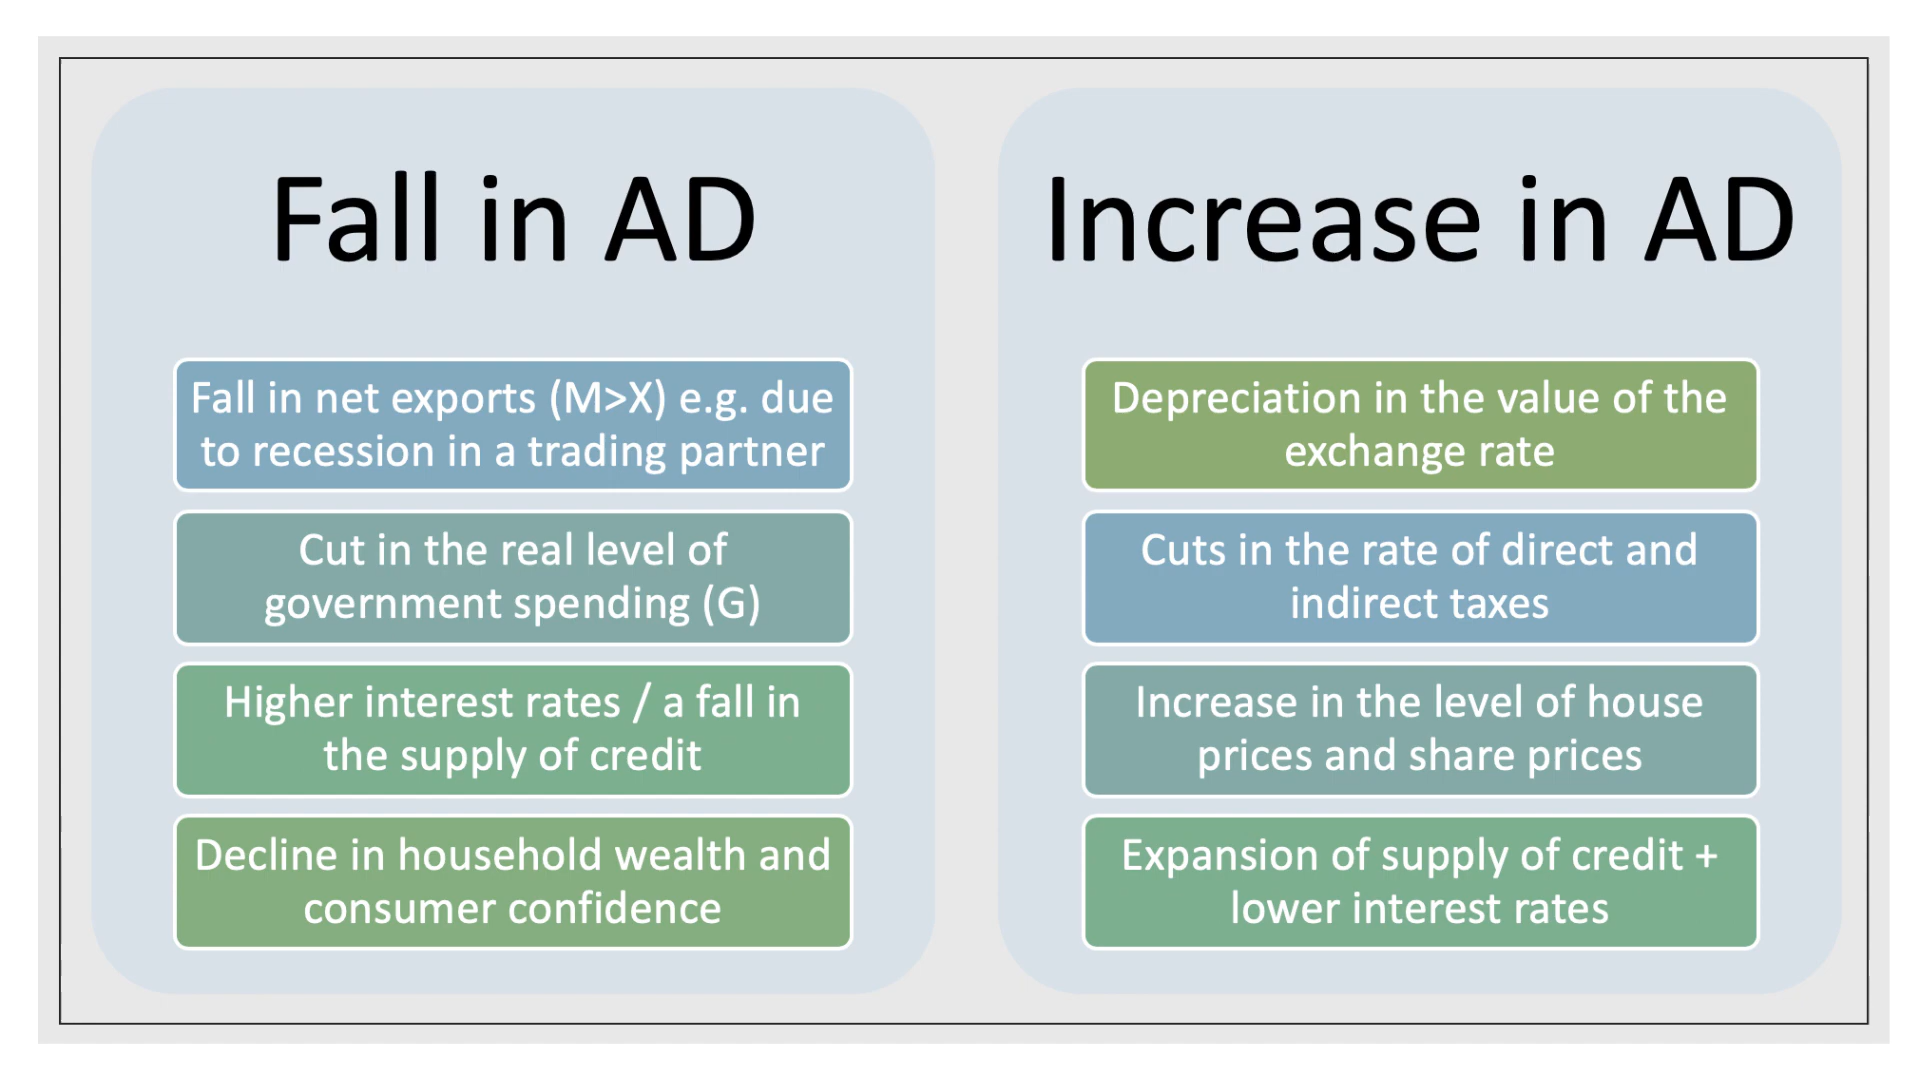 Fall in AD
Fall in net exports (M>X) e.g. due
to recession in a trading partner
Cut in the real level of
government spending (G)
Higher interest rates / a fall in
the supply of credit
Decline in household wealth and
consumer confidence
Increase in AD
Depreciation in the value of the
exchange rate
Cuts in the rate of direct and
indirect taxes
Increase in the level of house
prices and share prices
Expansion of supply of credit +
lower interest rates